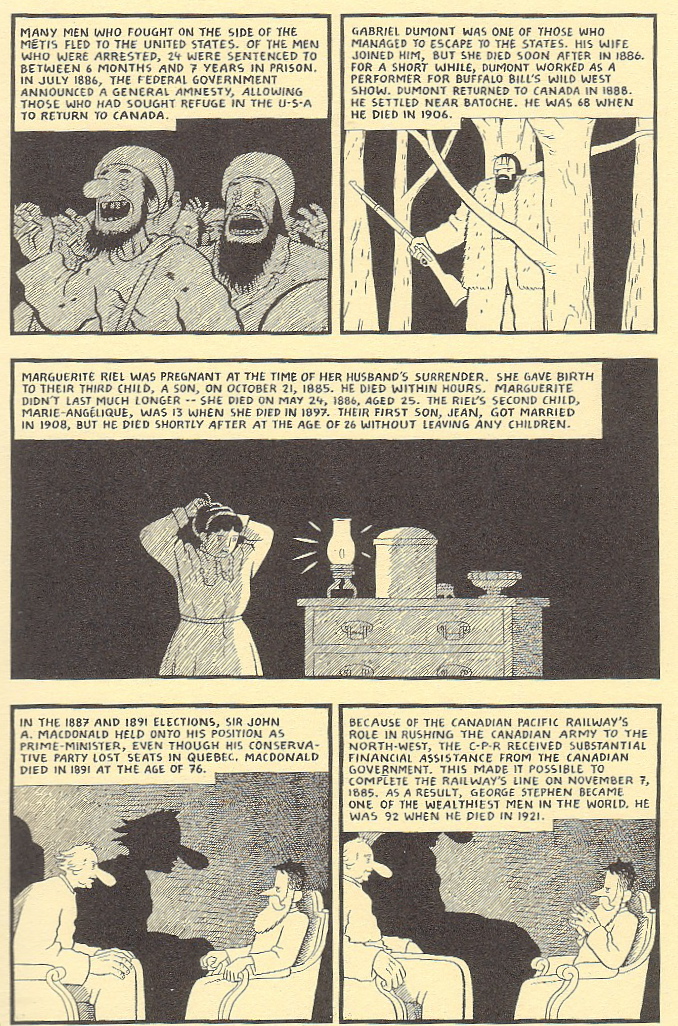 MANY MEN WHO FOUGHT ON THE SIDE OF THE
MÉTIS FLED TO THE UNITED STATES. OF THE MEN
WHO WERE ARRESTED, 24 WERE SENTENCED TO
BETWEEN 6 MONTHS AND 7 YEARS IN PRISON.
IN JULY 1886, THE FEDERAL GOVERNMENT
ANNOUNCED A GENERAL AMNESTY, ALLOWING
THOSE WHO HAD SOUGHT REFUGE IN THE U-S-A
TO RETURN TO CANADA.
GABRIEL DUMONT WAS ONE OF THOSE WHO
MANAGED TO ESCAPE TO THE STATES. HIS WIFE
JOINED HIM, BUT SHE DIED SOON AFTER IN 1886.
FOR A SHORT WHILE, DUMONT WORKED AS A
PERFORMER FOR BUFFALO BILL'S WILD WEST
SHOW. DUMONT RETURNED TO CANADA IN 1888.
HE SETTLED NEAR BATOCHE. HE WAS 68 WHEN
HE DIED IN 1906.
MARGUERITE RIEL WAS PREGNANT AT THE TIME OF HER HUSBAND'S SURRENDER. SHE GAVE BIRTH
TO THEIR THIRD CHILD, A SON, ON OCTOBER 21, 1885. HE DIED WITHIN HOURS. MARGUERITE
DIDN'T LAST MUCH LONGER -- SHE DIED ON MAY 24, 1886, AGED 25. THE RIEL'S SECOND CHILD,
MARIE-ANGÉLIQUE, WAS 13 WHEN SHE DIED IN 1897. THEIR FIRST SON, JEAN, GOT MARRIED
IN 1908, BUT HE DIED SHORTLY AFTER AT THE AGE OF 26 WITHOUT LEAVING ANY CHILDREN.
IN THE 1887 AND 1891 ELECTIONS, SIR JOHN
A. MACDONALD HELD ONTO HIS POSITION AS
PRIME-MINISTER, EVEN THOUGH HIS CONSERVA-
TIVE PARTY LOST SEATS IN QUEBEC. MACDONALD
DIED IN 1891 AT THE AGE OF 76.
BECAUSE OF THE CANADIAN PACIFIC RAILWAY'S
ROLE IN RUSHING THE CANADIAN ARMY TO THE
NORTH-WEST, THE C-P-R RECEIVED SUBSTANTIAL
FINANCIAL ASSISTANCE FROM THE CANADIAN
GOVERNMENT. THIS MADE IT POSSIBLE TO
COMPLETE THE RAILWAY'S LINE ON NOVEMBER 7,
1885. AS A RESULT, GEORGE STEPHEN BECAME
ONE OF THE WEALTHIEST MEN IN THE WORLD. HE
WAS 92 WHEN HE DIED IN 1921.